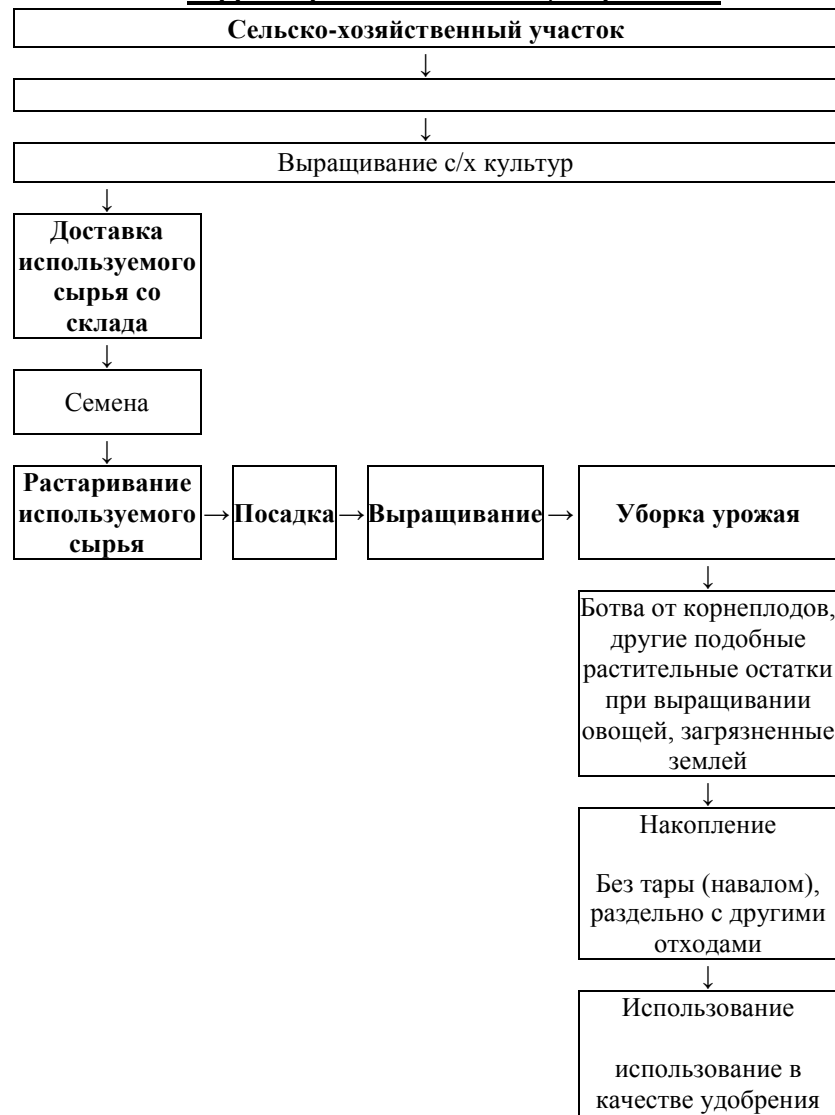 Сельско-хозяйственный участок
↓
↓
Выращивание с/х культур
↓
Доставка
используемого
сырья со
склада
↓
Семена
↓
Растаривание
используемого
сырья
→
Посадка
→
Выращивание
→
Уборка урожая
↓
Ботва от корнеплодов,
другие подобные
растительные остатки
при выращивании
овощей, загрязненные
землей
↓
Накопление
Без тары (навалом),
раздельно с другими
отходами
↓
Использование
использование в
качестве удобрения